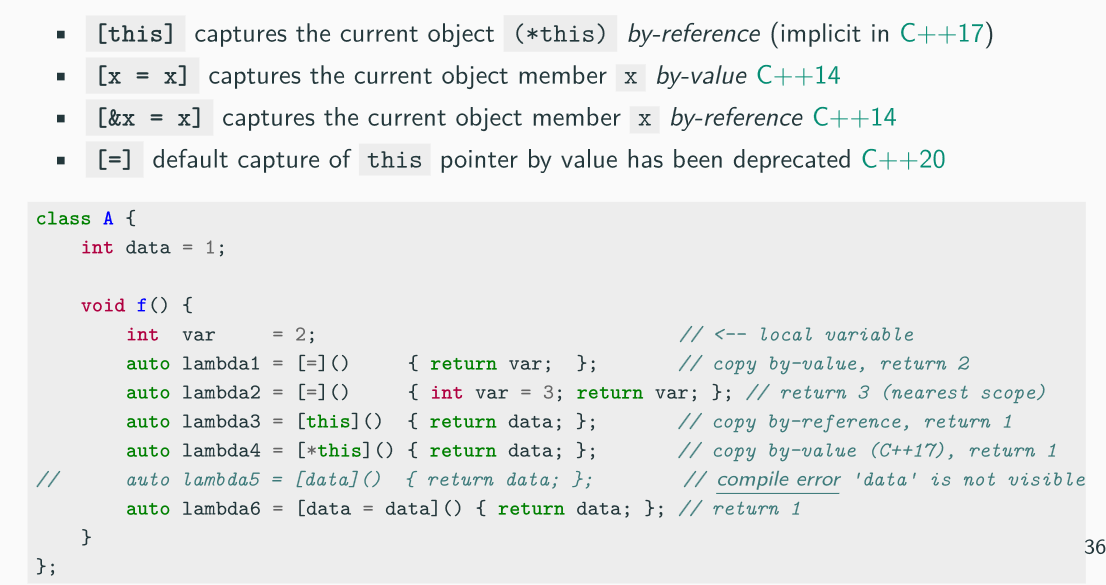 ▪ [this] captures the current object (*this) by-reference (implicit in C++17)
▪ [x = x] captures the current object member x by-value C++14
▪ [&x = x] captures the current object member x by-reference C++14
▪ [=] default capture of this pointer by value has been deprecated C++20
class A {
    int data = 1;
    void f() {
        int  var     = 2;                                // <-- local variable
        auto lambda1 = [=]()     { return var;  };       // copy by-value, return 2
        auto lambda2 = [=]()     { int var = 3; return var; }; // return 3 (nearest scope)
        auto lambda3 = [this]()  { return data; };       // copy by-reference, return 1
        auto lambda4 = [*this]() { return data; };       // copy by-value (C++17), return 1
//      auto lambda5 = [data]()  { return data; };       // compile error 'data' is not visible
        auto lambda6 = [data = data]() { return data; }; // return 1
    }
};
36